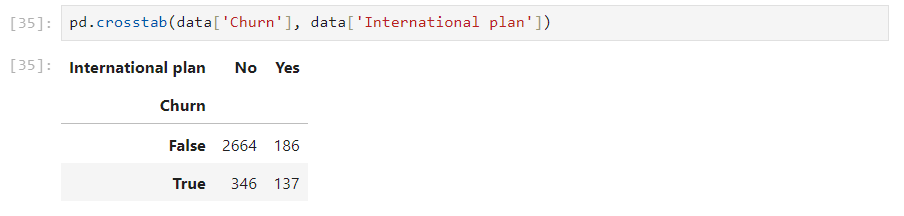 [35]: pd.crosstab(data['Churn'], data['International plan'])
[35]: International plan No Yes
Churn
False 2664 186
True 346 137